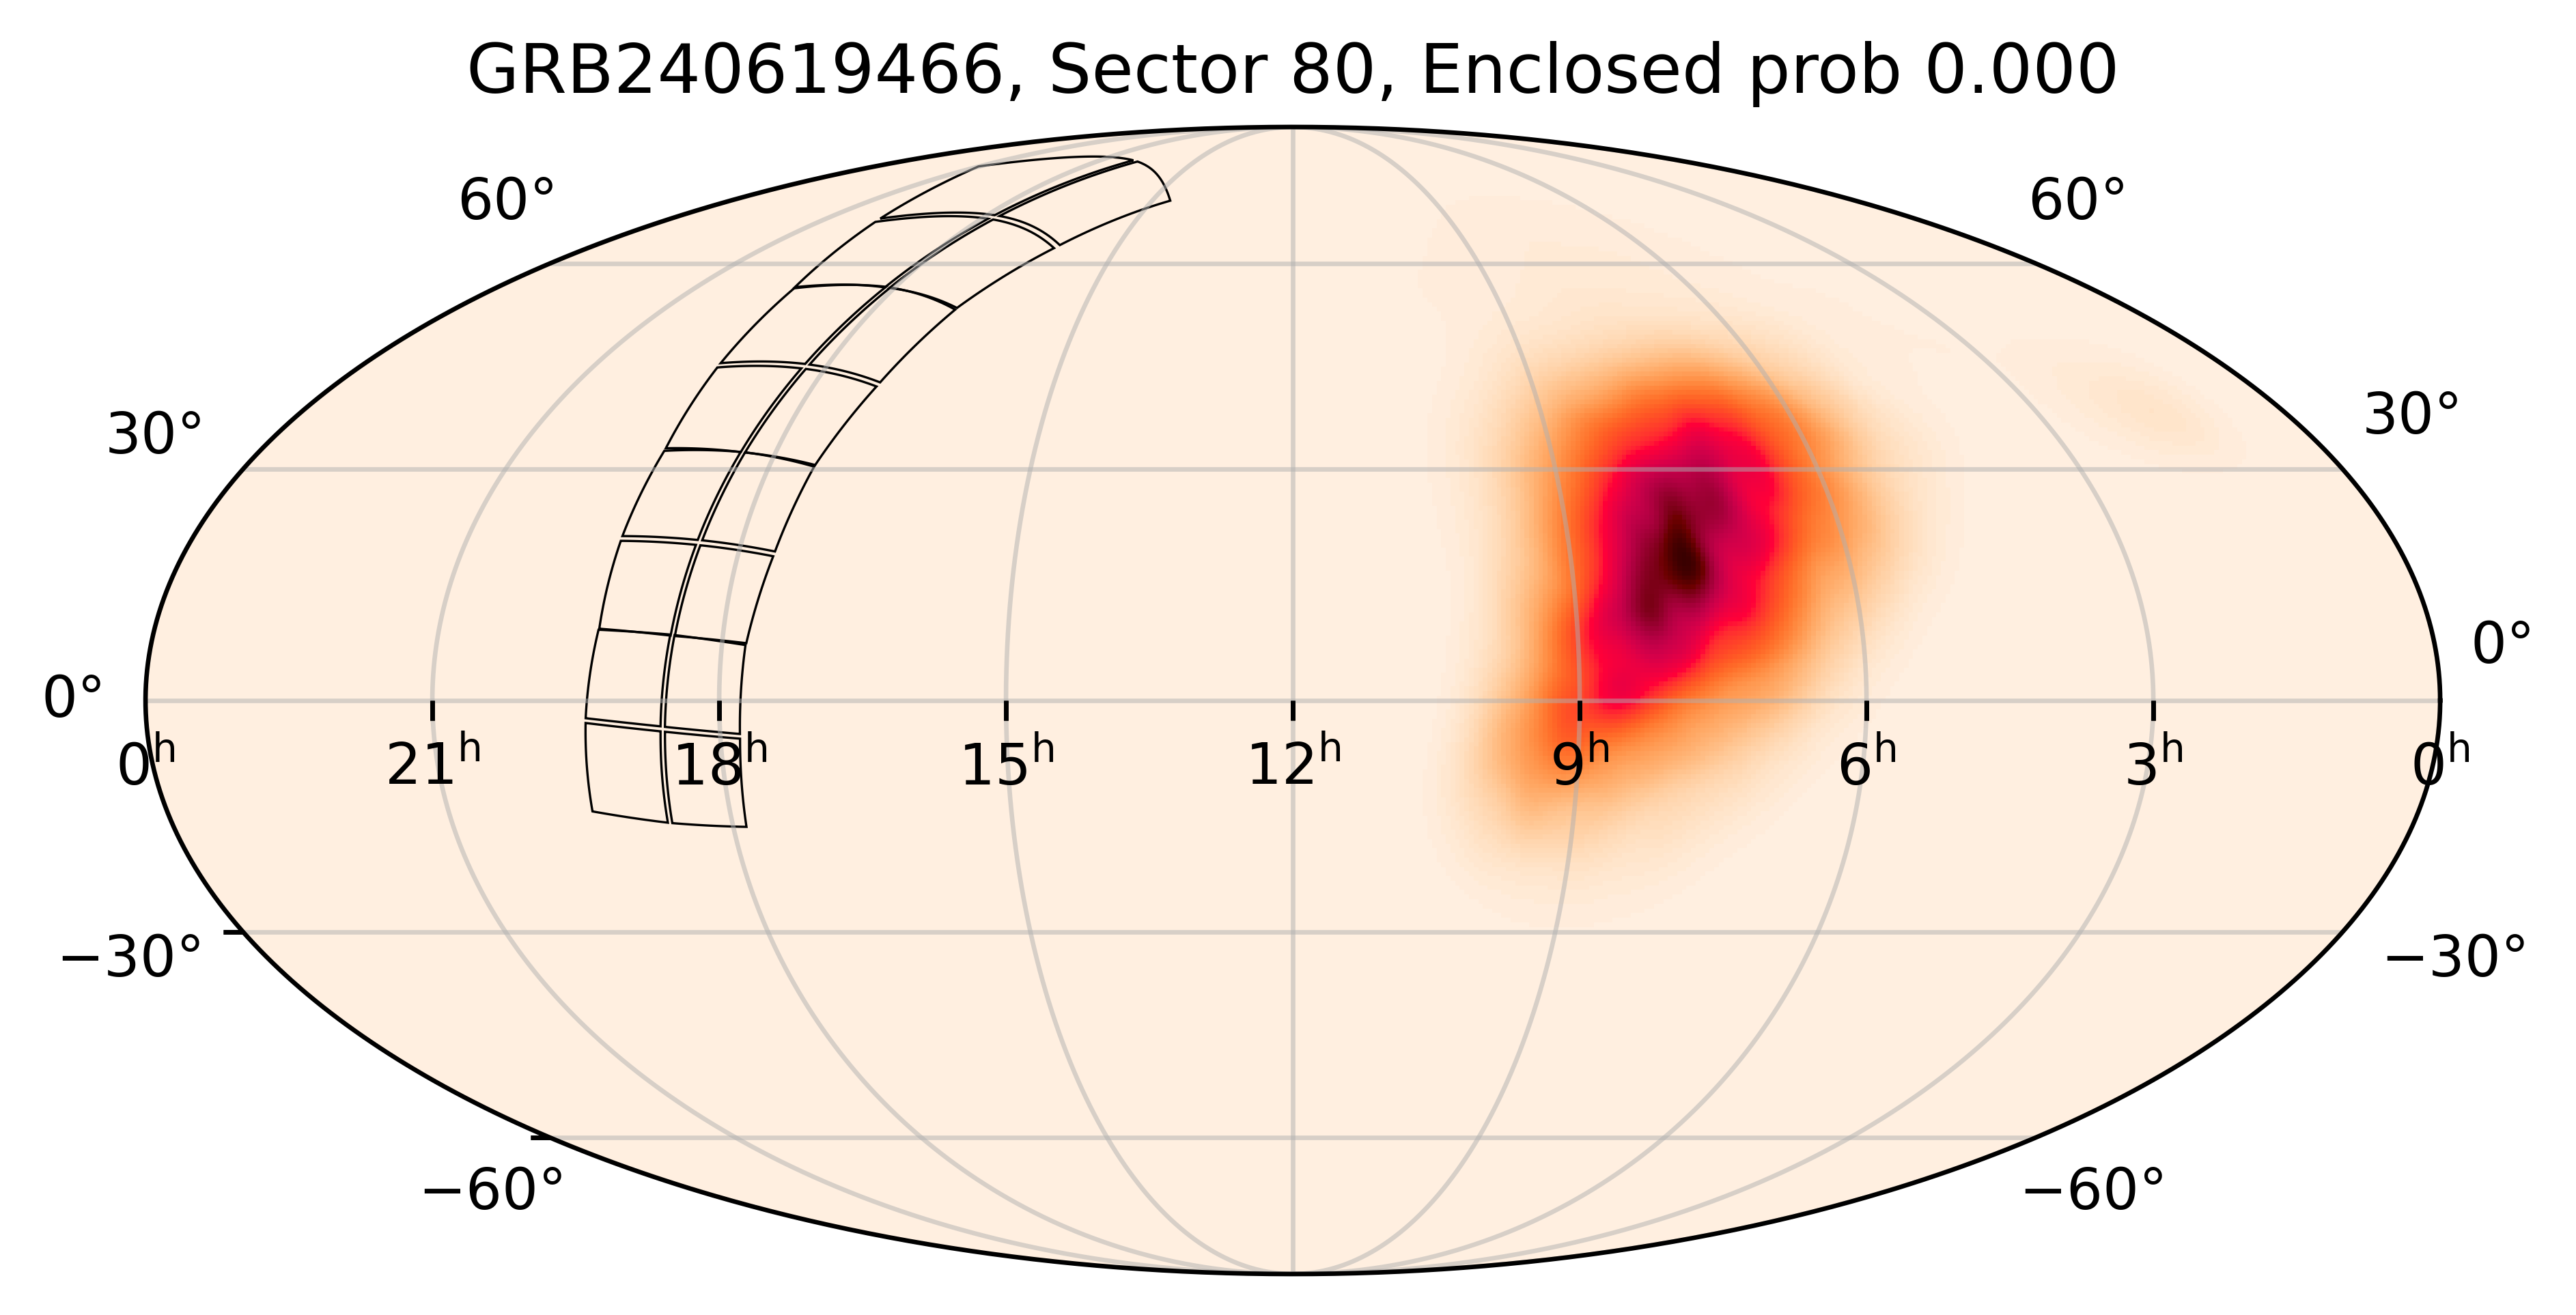 GRB240619466, Sector 80, Enclosed prob 0.000
60° 60°
30° 30°
0° 0°
0h 21h 18h 15h 12h 9h 6h 3h 0h
−30° −30°
−60° −60°